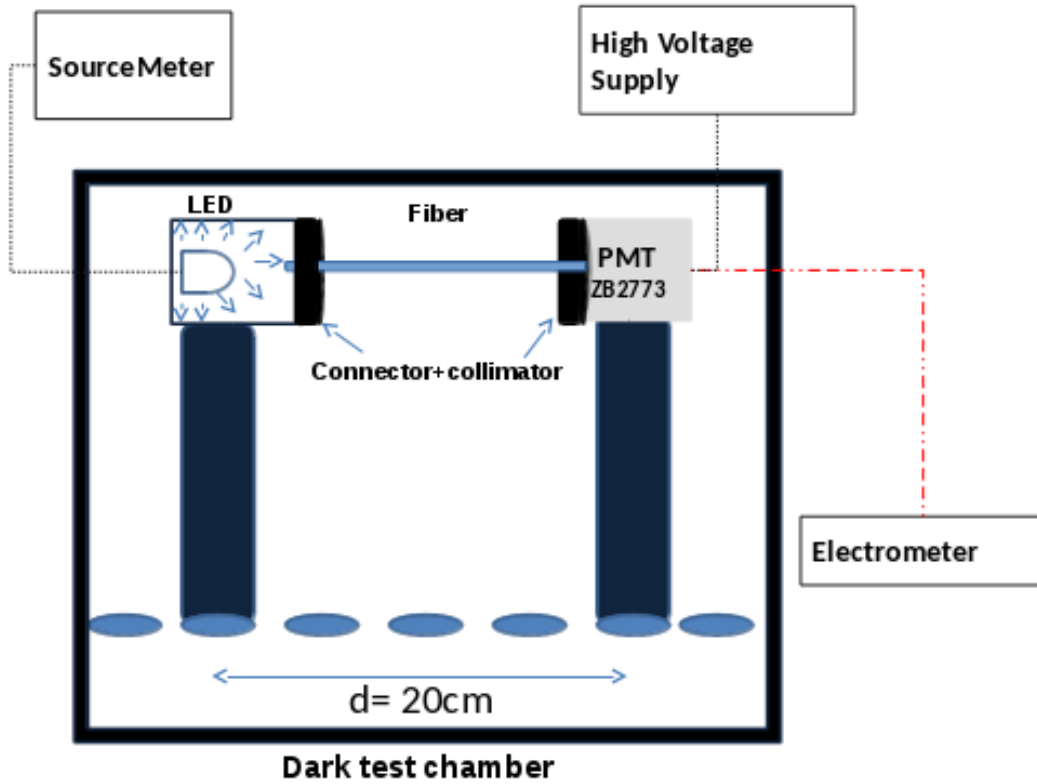 SourceMeter
High Voltage
Supply
LED
Fiber
PMT
ZB2773
Connector+collimator
Electrometer
d= 20cm
Dark test chamber